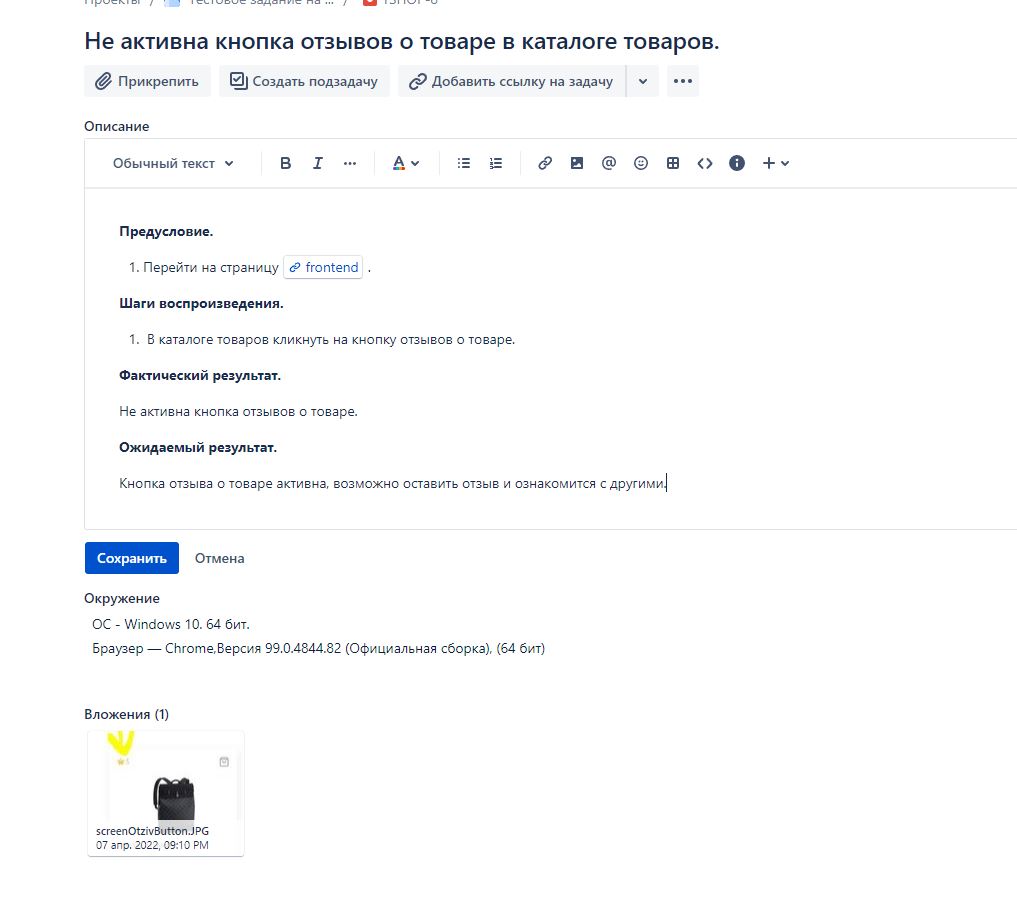 Проекты / Тестовое задание на ... /
Не активна кнопка отзывов о товаре в каталоге товаров.
Прикрепить Создать подзадачу Добавить ссылку на задачу
Описание
Обычный текст B I A
Предусловие.
1. Перейти на страницу frontend .
Шаги воспроизведения.
1. В каталоге товаров кликнуть на кнопку отзывов о товаре.
Фактический результат.
Не активна кнопка отзывов о товаре.
Ожидаемый результат.
Кнопка отзыва о товаре активна, возможно оставить отзыв и ознакомится с другими.
Сохранить Отмена
Окружение
ОС - Windows 10. 64 бит.
Браузер — Chrome,Версия 99.0.4844.82 (Официальная сборка), (64 бит)
Вложения (1)
screenOtzivButton.JPG
07 апр. 2022, 09:10 PM